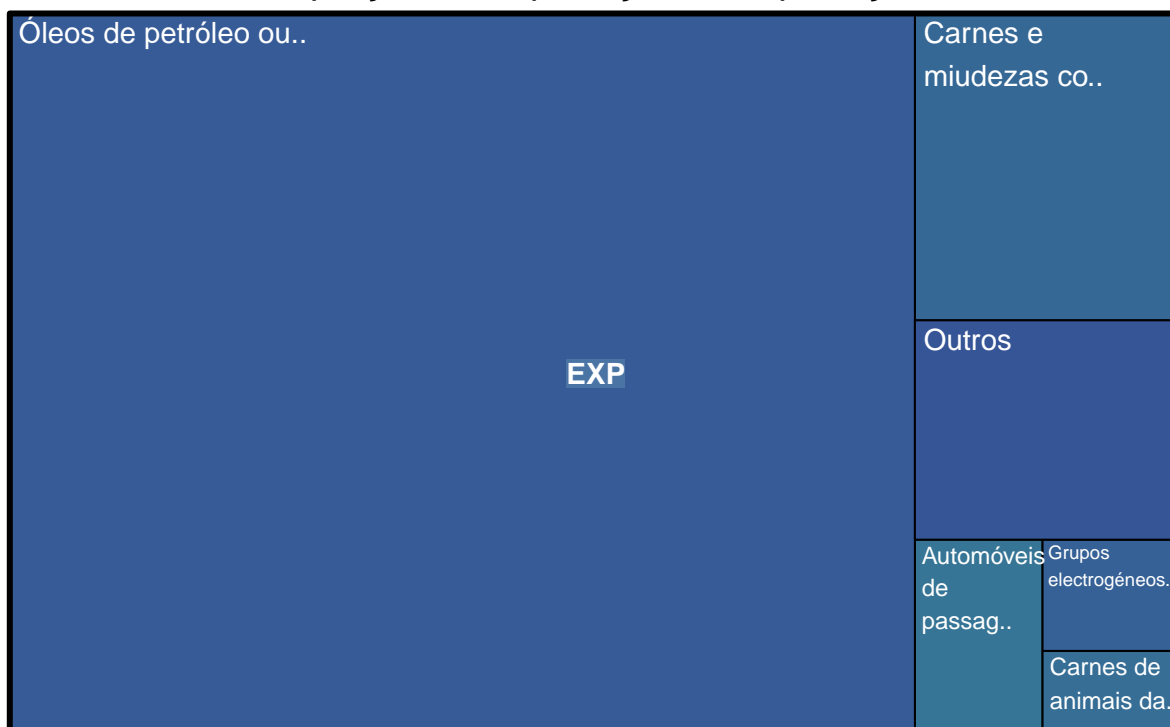 Óleos de petróleo ou..
Carnes e
miudezas co..
EXP
Outros
Automóveis
de
passag..
Grupos
electrogéneos.
Carnes de
animais da.